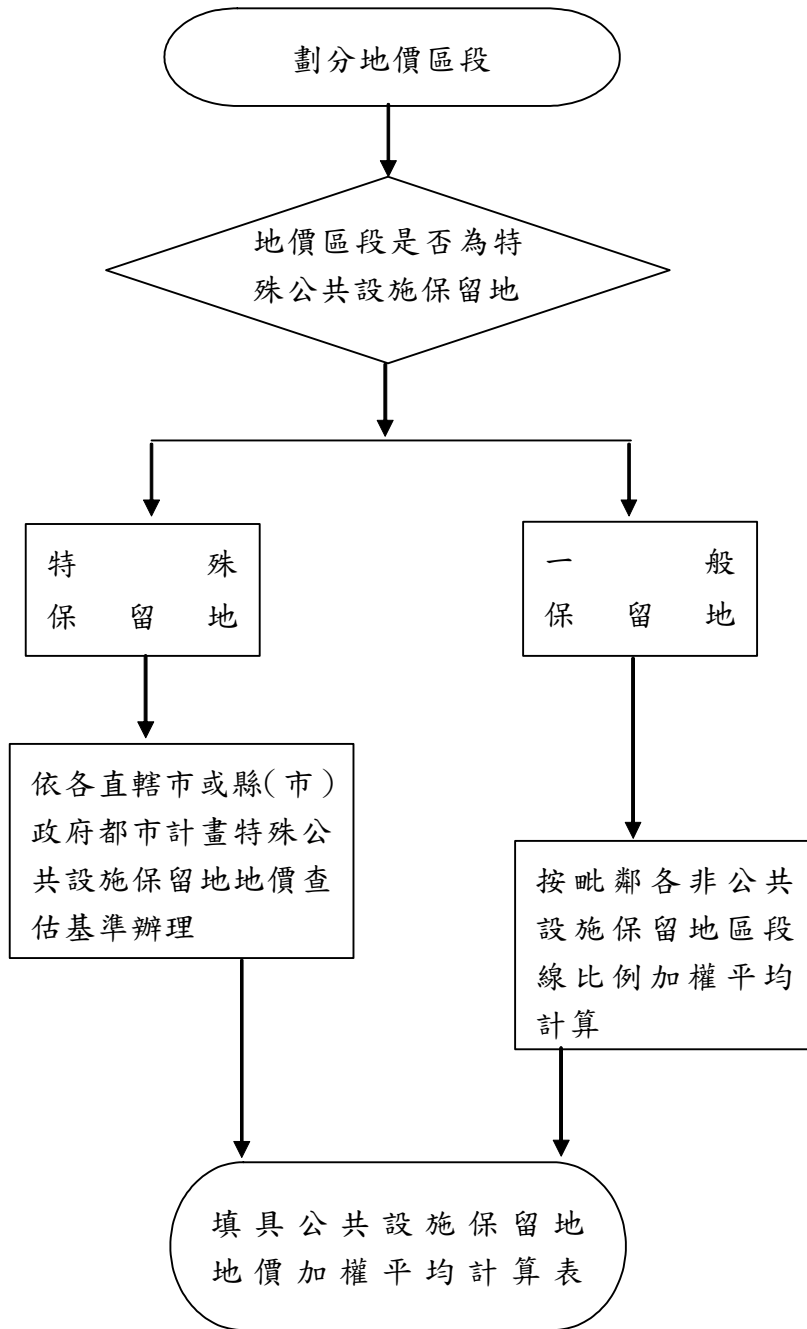 劃分地價區段
地價區段是否為特
殊公共設施保留地
特殊
保留地
一般
保留地
依各直轄市或縣(市)
政府都市計畫特殊公
共設施保留地地價查
估基準辦理
按毗鄰各非公共
設施保留地區段
線比例加權平均
計算
填具公共設施保留地
地價加權平均計算表